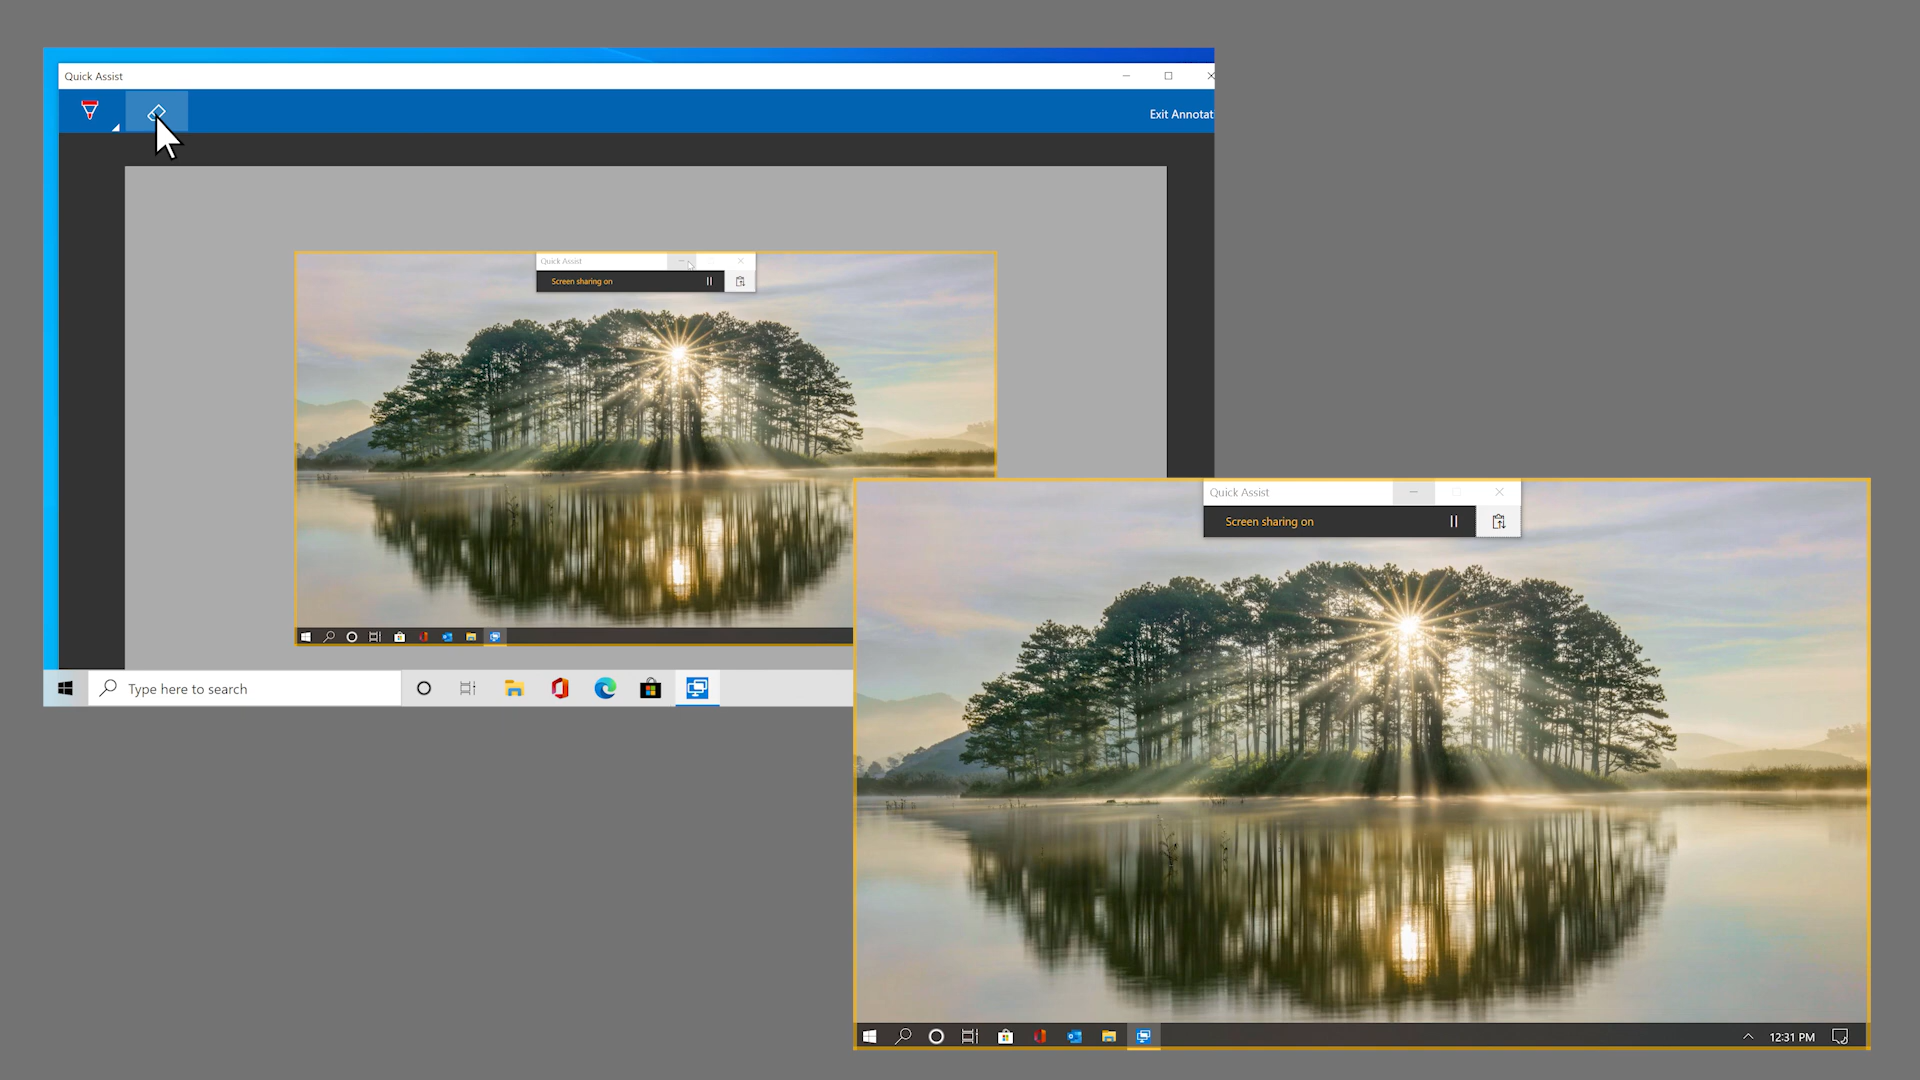 Quick Assist
Exit Annotat
Quick Assist
Screen sharing on
Type here to search
Quick Assist
Screen sharing on
12:31 PM